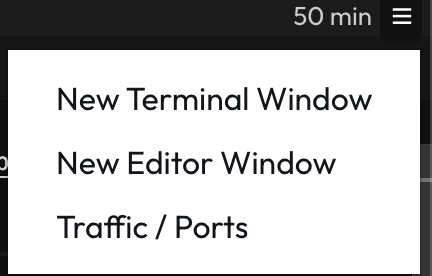 50 min
New Terminal Window
New Editor Window
Traffic / Ports